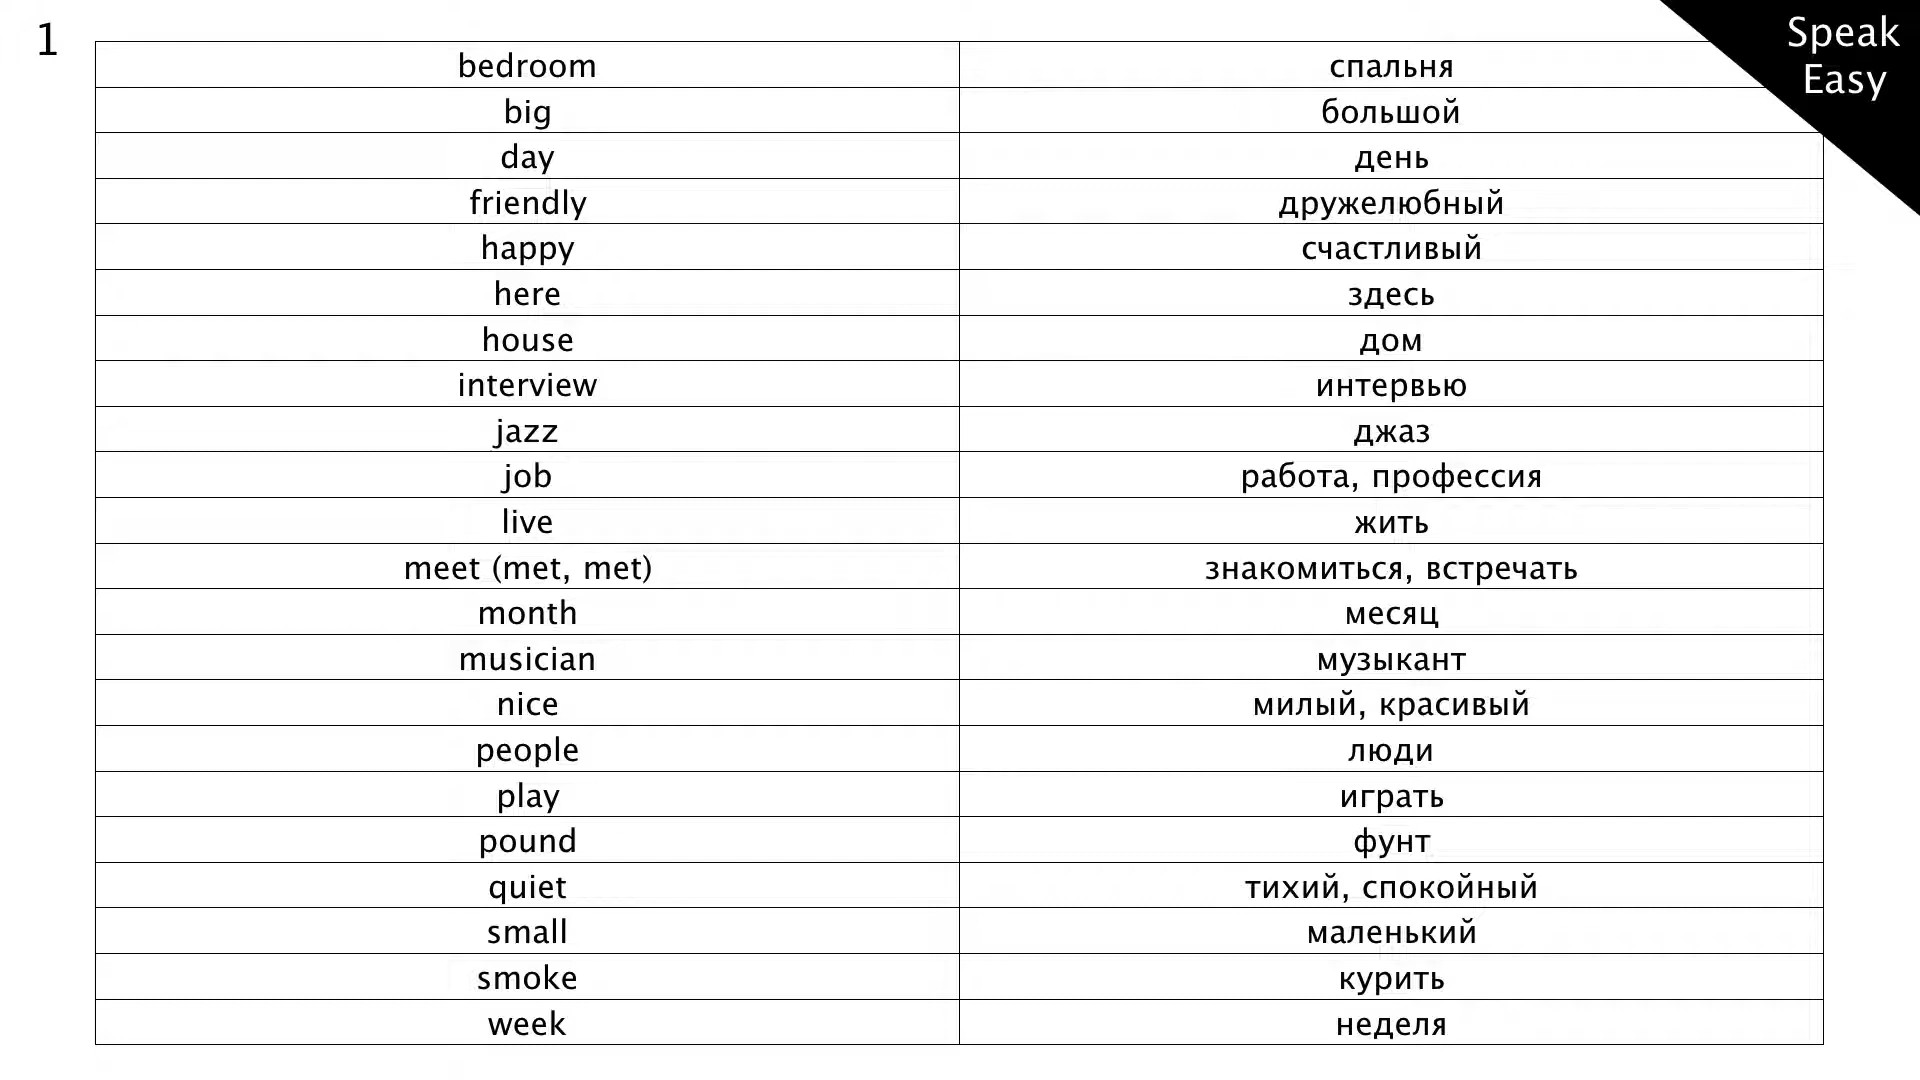 1
Speak
Easy
bedroom спальня
big большой
day день
friendly дружелюбный
happy счастливый
here здесь
house дом
interview интервью
jazz джаз
job работа, профессия
live жить
meet (met, met) знакомиться, встречать
month месяц
musician музыкант
nice милый, красивый
people люди
play играть
pound фунт
quiet тихий, спокойный
small маленький
smoke курить
week неделя